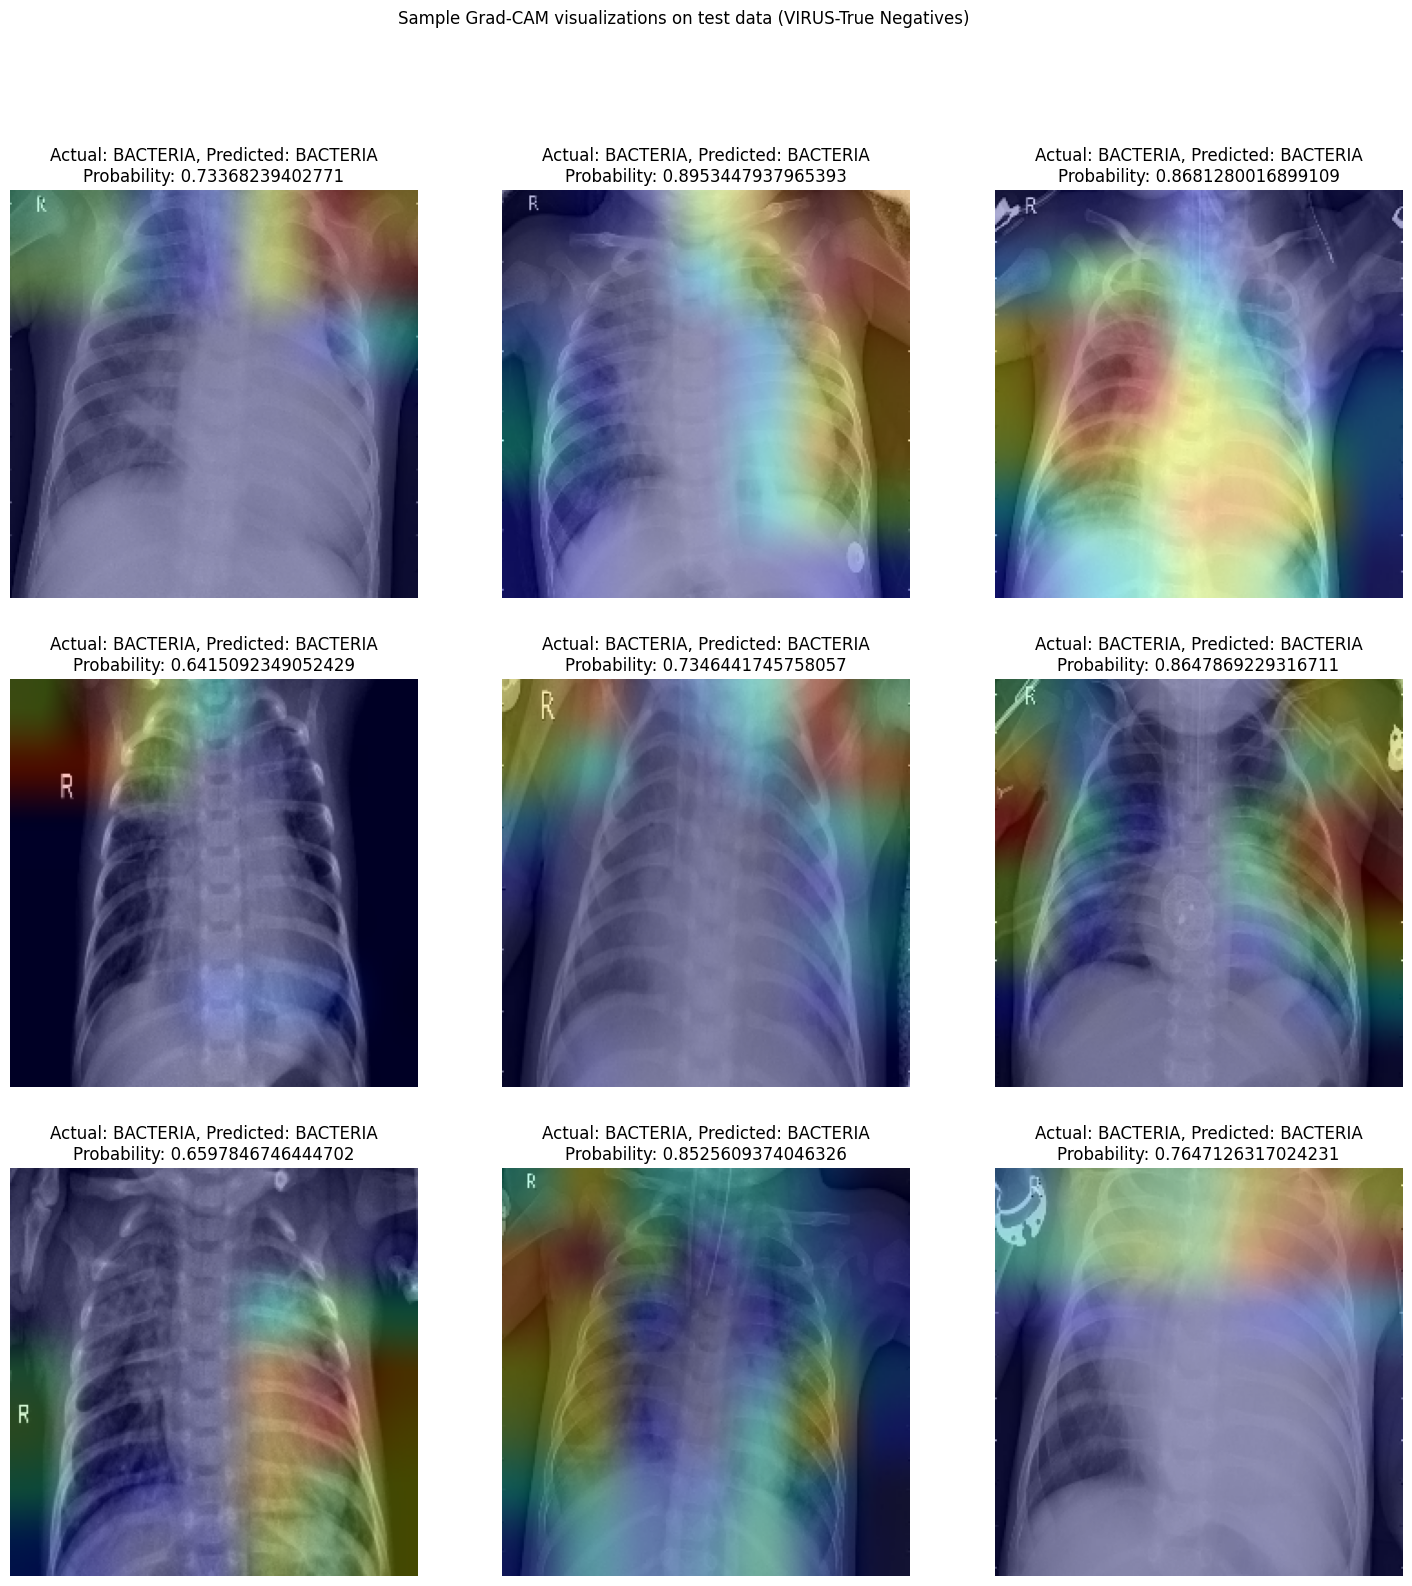 Sample Grad-CAM visualizations on test data (VIRUS-True Negatives)
Actual: BACTERIA, Predicted: BACTERIA
Probability: 0.73368239402771
Actual: BACTERIA, Predicted: BACTERIA
Probability: 0.8953447937965393
Actual: BACTERIA, Predicted: BACTERIA
Probability: 0.8681280016899109
R
R
R
Actual: BACTERIA, Predicted: BACTERIA
Probability: 0.6415092349052429
Actual: BACTERIA, Predicted: BACTERIA
Probability: 0.7346441745758057
Actual: BACTERIA, Predicted: BACTERIA
Probability: 0.8647869229316711
R
R
R
Actual: BACTERIA, Predicted: BACTERIA
Probability: 0.6597846746444702
Actual: BACTERIA, Predicted: BACTERIA
Probability: 0.8525609374046326
Actual: BACTERIA, Predicted: BACTERIA
Probability: 0.7647126317024231
R
R
R